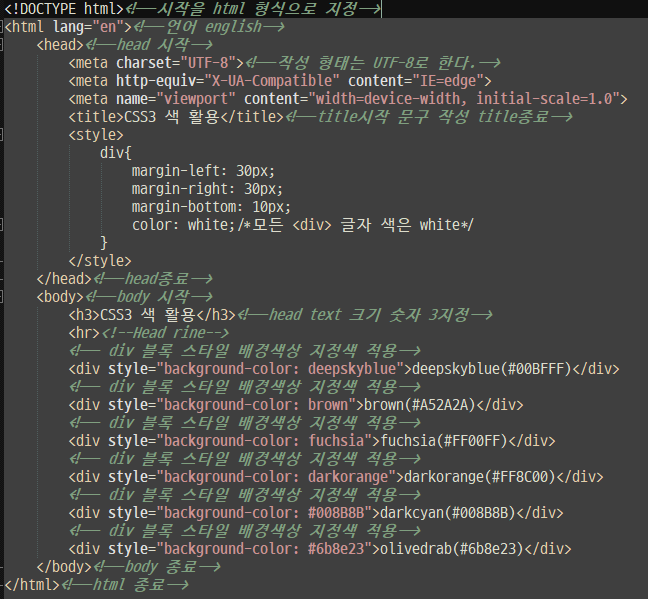 <!DOCTYPE html><!--시작을 html 형식으로 지정-->
<html lang="en"><!--언어 english-->
<head><!--head 시작-->
<meta charset="UTF-8"><!--작성 형태는 UTF-8로 한다.-->
<meta http-equiv="X-UA-Compatible" content="IE=edge">
<meta name="viewport" content="width=device-width, initial-scale=1.0">
<title>CSS3 색 활용</title><!--title시작 문구 작성 title종료-->
<style>
div{
margin-left: 30px;
margin-right: 30px;
margin-bottom: 10px;
color: white;/*모든 <div> 글자 색은 white*/
}
</style>
</head><!--head종료-->
<body><!--body 시작-->
<h3>CSS3 색 활용</h3><!--head text 크기 숫자 3지정-->
<hr><!--Head rine-->
<!-- div 블록 스타일 배경색상 지정색 적용-->
<div style="background-color: deepskyblue">deepskyblue(#00BFFF)</div>
<!-- div 블록 스타일 배경색상 지정색 적용-->
<div style="background-color: brown">brown(#A52A2A)</div>
<!-- div 블록 스타일 배경색상 지정색 적용-->
<div style="background-color: fuchsia">fuchsia(#FF00FF)</div>
<!-- div 블록 스타일 배경색상 지정색 적용-->
<div style="background-color: darkorange">darkorange(#FF8C00)</div>
<!-- div 블록 스타일 배경색상 지정색 적용-->
<div style="background-color: #008B8B">darkcyan(#008B8B)</div>
<!-- div 블록 스타일 배경색상 지정색 적용-->
<div style="background-color: #6b8e23">olivedrab(#6b8e23)</div>
</body><!--body 종료-->
</html><!--html 종료-->